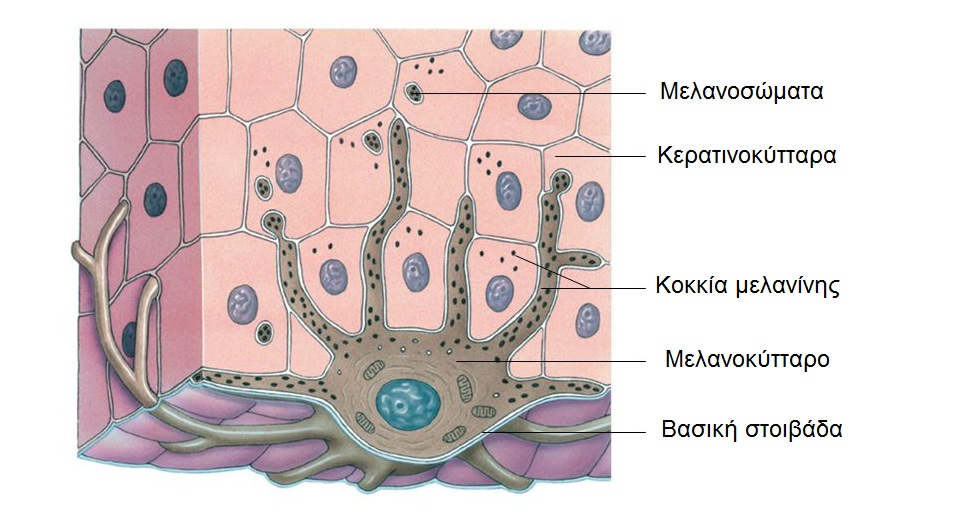 Μελανοσώματα
Κερατινοκύτταρα
Κοκκία μελανίνης
Μελανοκύτταρο
Βασική στοιβάδα